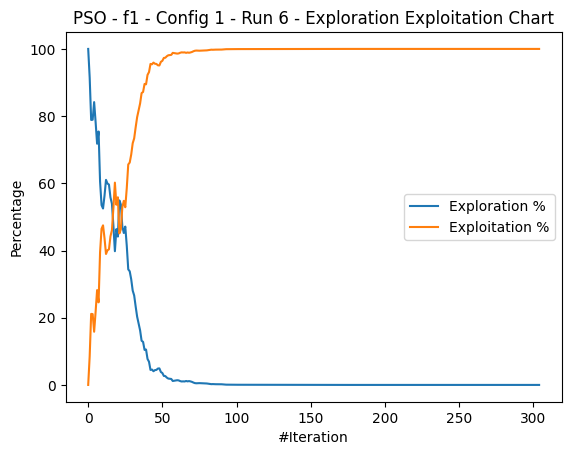 PSO - f1 - Config 1 - Run 6 - Exploration Exploitation Chart
100
80
60
40
20
0
Percentage
Exploration %
Exploitation %
0 50 100 150 200 250 300
#Iteration